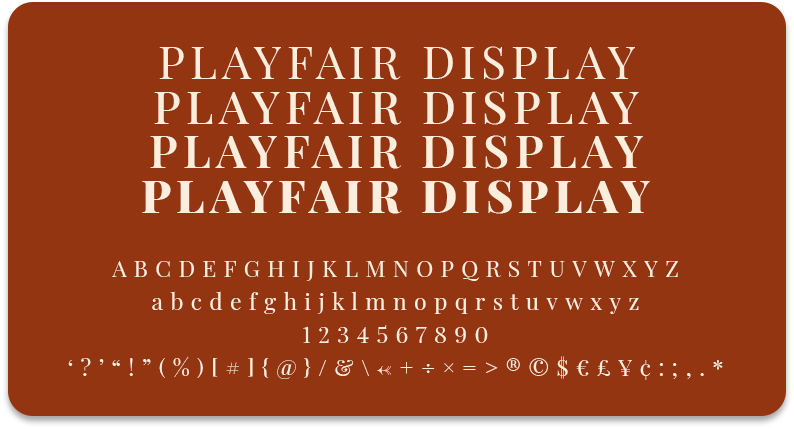 PLAYFAIR DISPLAY
PLAYFAIR DISPLAY
PLAYFAIR DISPLAY
PLAYFAIR DISPLAY
A B C D E F G H I J K L M N O P Q R S T U V W X Y Z
a b c d e f g h i j k l m n o p q r s t u v w x y z
1 2 3 4 5 6 7 8 9 0
‘ ? ’ “ ! ” ( % ) [ # ] { @ } / & \ + ÷ × = > ® © $ € £ ¥ ¢ : ; , . *